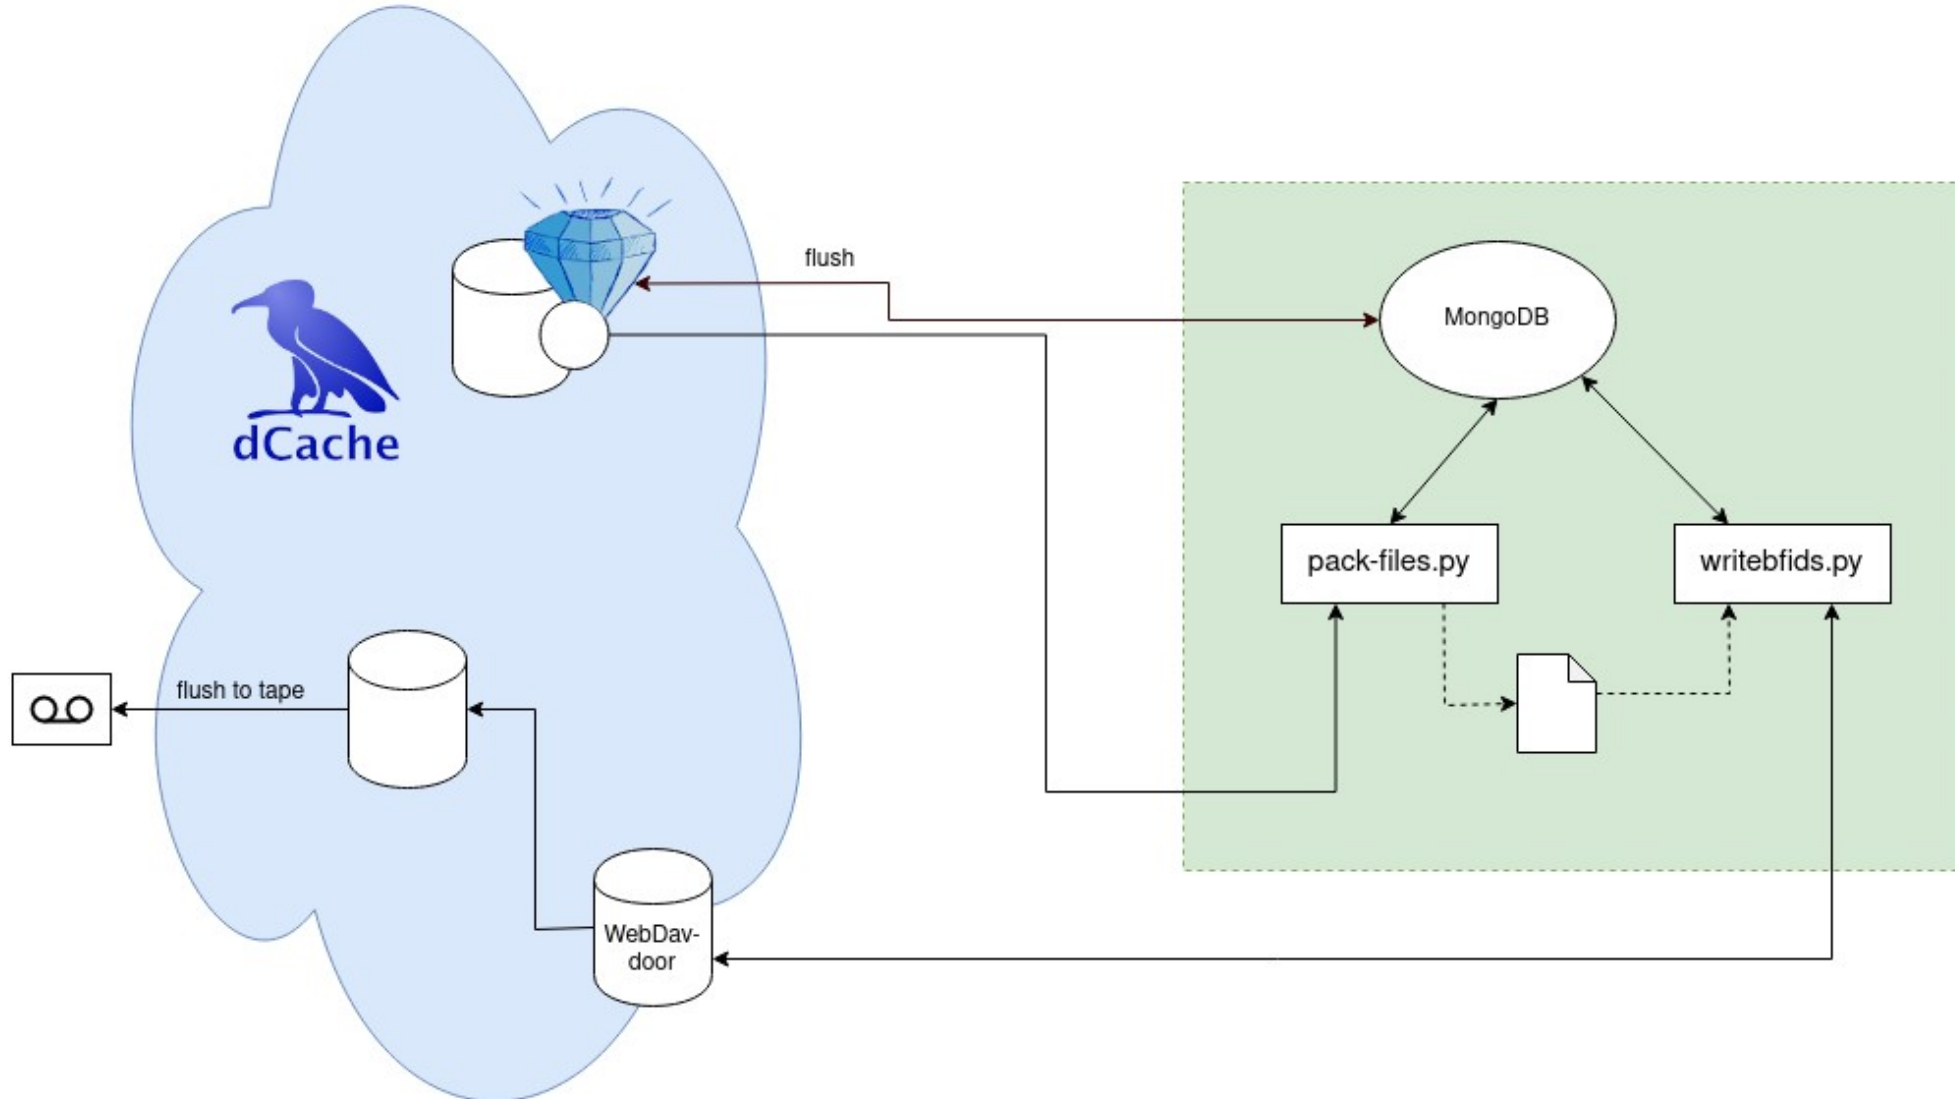 flush
MongoDB
dCache
pack-files.py
writebfids.py
flush to tape
WebDav-
door